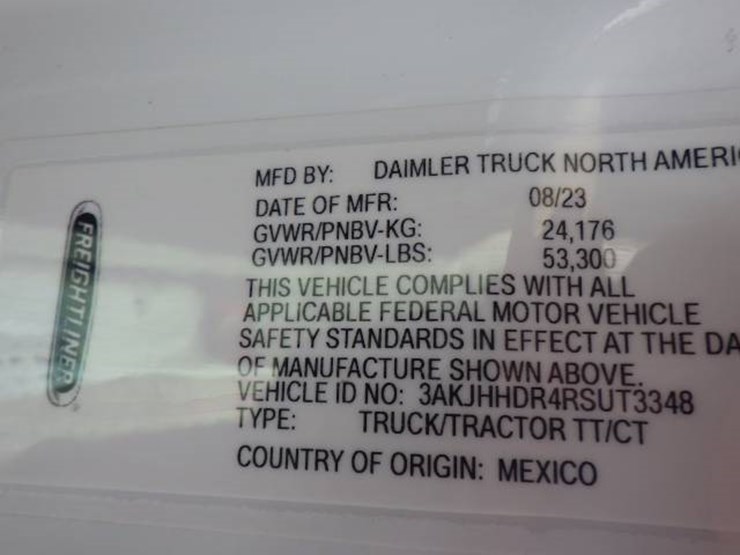 FREIGHTLINER
MFD BY: DAIMLER TRUCK NORTH AMERI
DATE OF MFR: 08/23
GVWR/PNBV-KG: 24,176
GVWR/PNBV-LBS: 53,300
THIS VEHICLE COMPLIES WITH ALL
APPLICABLE FEDERAL MOTOR VEHICLE
SAFETY STANDARDS IN EFFECT AT THE DA
OF MANUFACTURE SHOWN ABOVE.
VEHICLE ID NO: 3AKJHHDR4RSUT3348
TYPE: TRUCK/TRACTOR TT/CT
COUNTRY OF ORIGIN: MEXICO